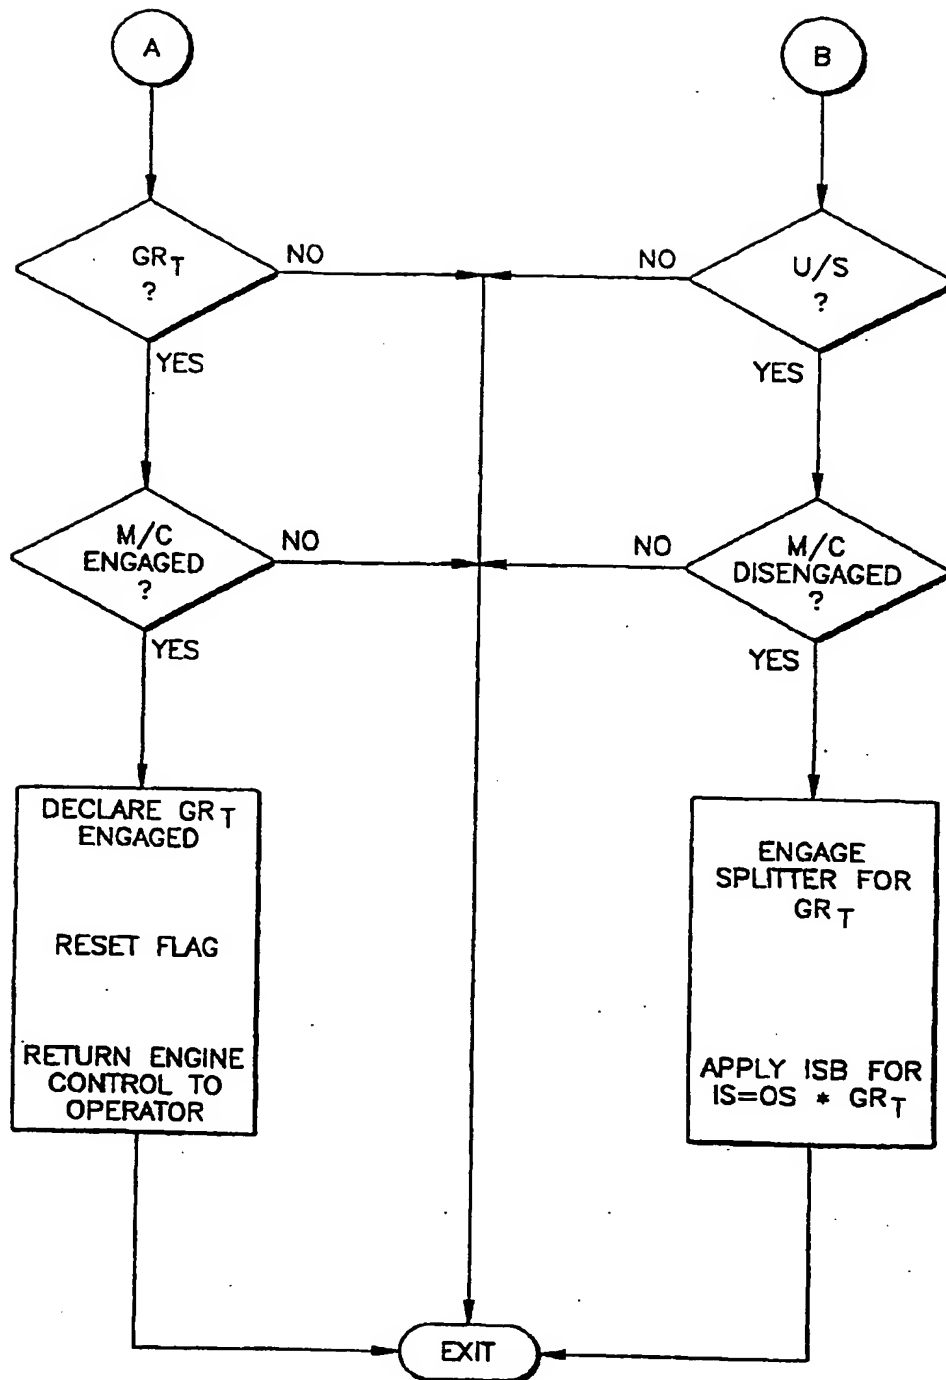 A
B
GRT
?
NO
NO
U/S
?
YES
YES
M/C
ENGAGED
?
NO
NO
M/C
DISENGAGED
?
YES
YES
DECLARE GRT
ENGAGED
RESET FLAG
RETURN ENGINE
CONTROL TO
OPERATOR
ENGAGE
SPLITTER FOR
GRT
APPLY ISB FOR
IS=OS * GRT
EXIT